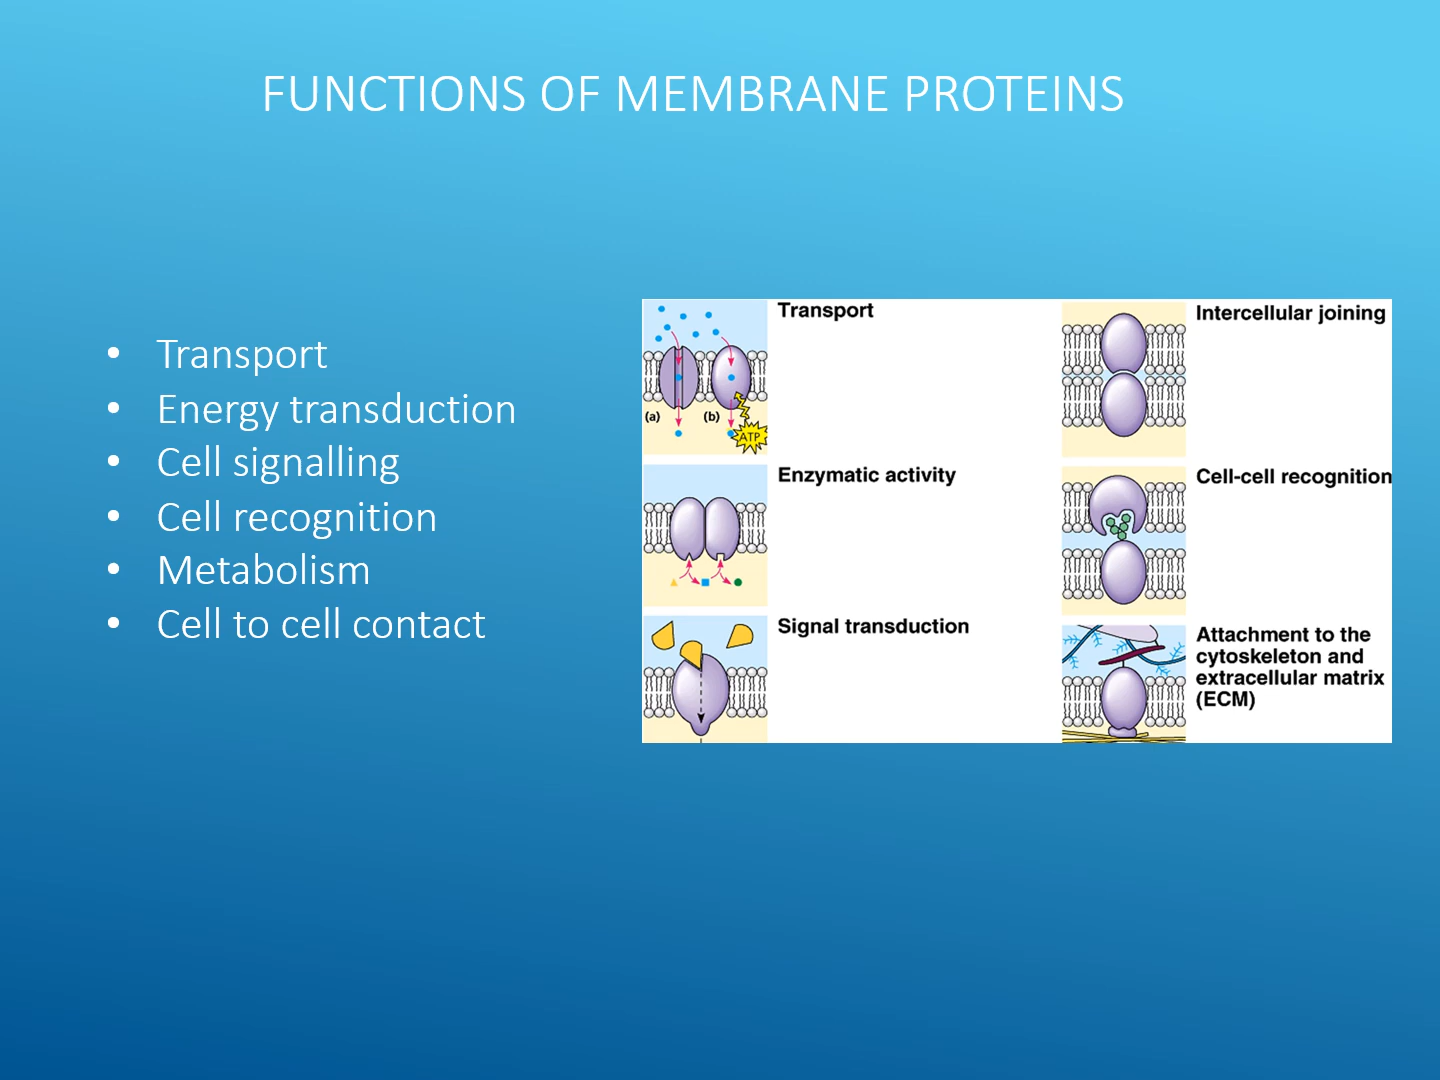 FUNCTIONS OF MEMBRANE PROTEINS
• Transport
• Energy transduction
• Cell signalling
• Cell recognition
• Metabolism
• Cell to cell contact
Transport
(a)
(b)
ATP
Enzymatic activity
Signal transduction
Intercellular joining
Cell-cell recognition
Attachment to the
cytoskeleton and
extracellular matrix
(ECM)